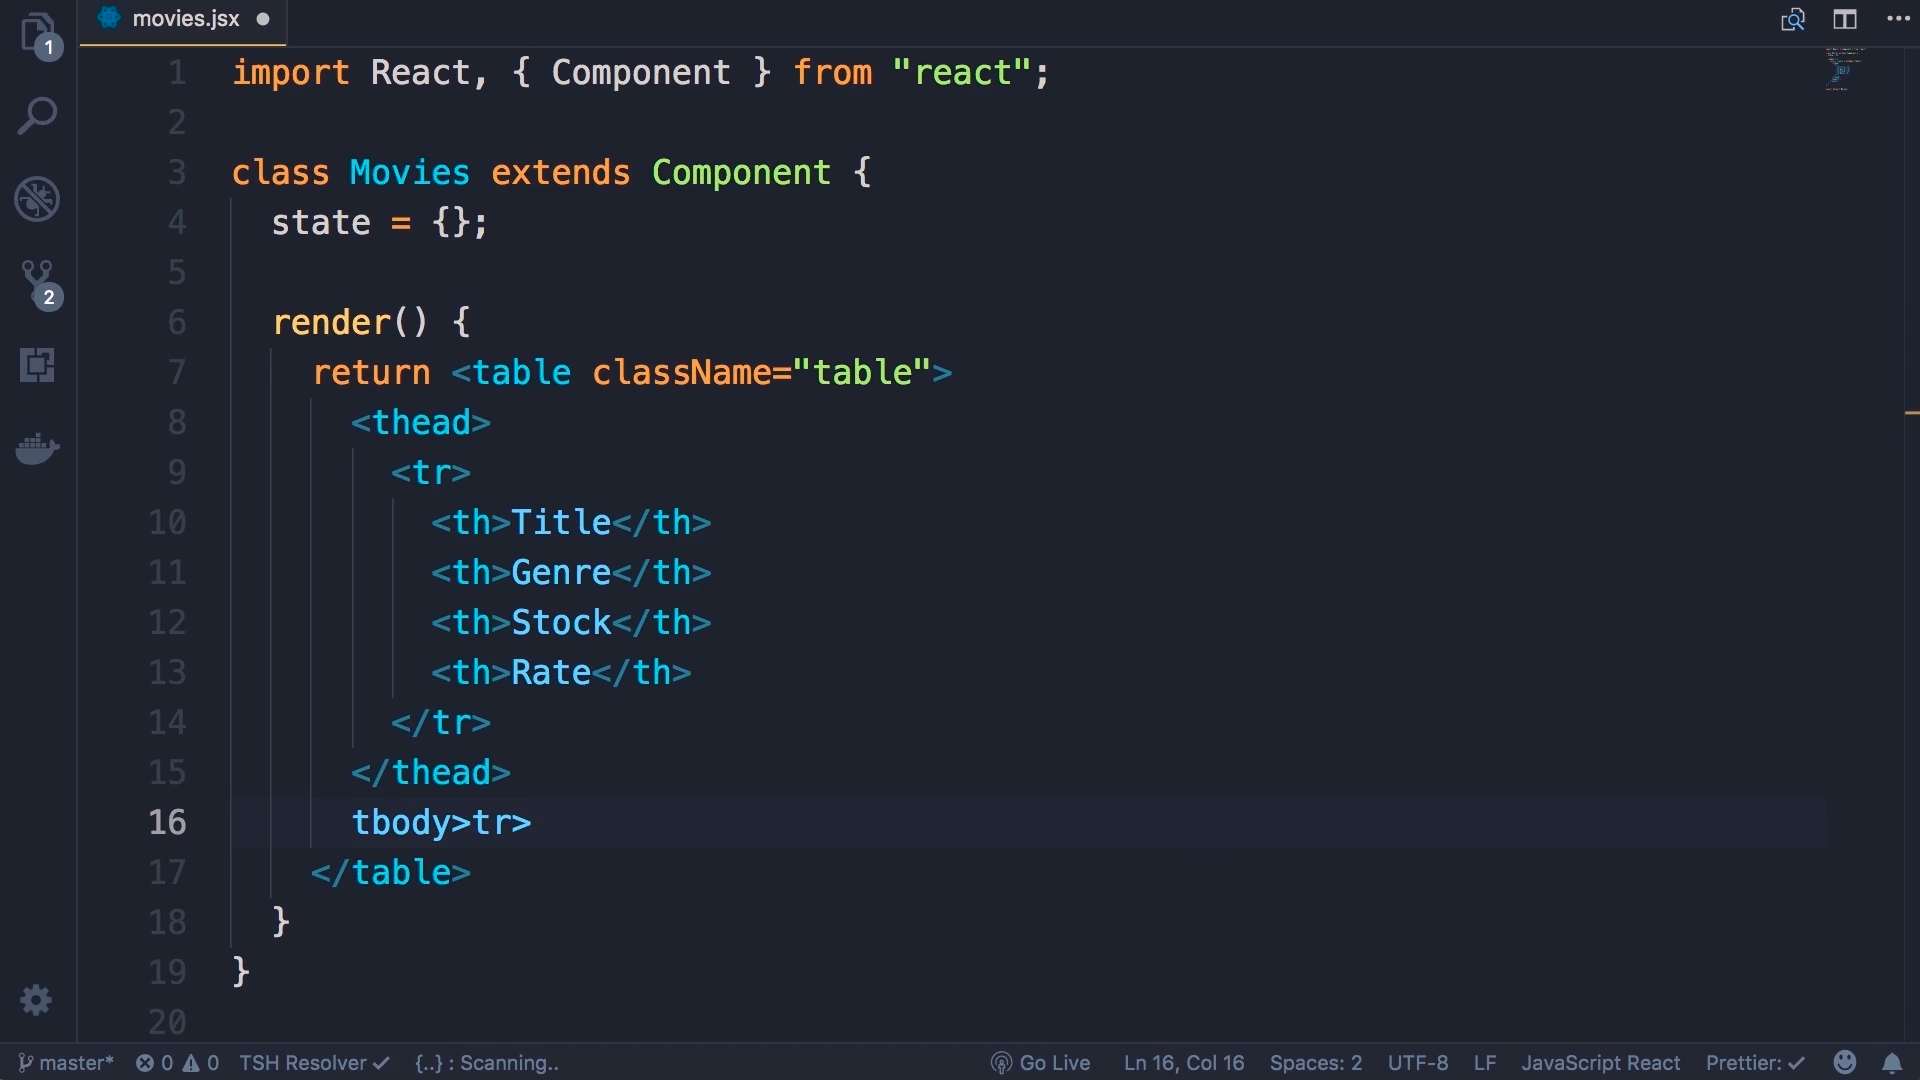 movies.jsx
1
1 import React, { Component } from "react";
2
3 class Movies extends Component {
4 state = {};
5
2
6 render() {
7 return <table className="table">
8 <thead>
9 <tr>
10 <th>Title</th>
11 <th>Genre</th>
12 <th>Stock</th>
13 <th>Rate</th>
14 </tr>
15 </thead>
16 tbody>tr>
17 </table>
18 }
19 }
20
master* 0 0 TSH Resolver ✓ {..} : Scanning.. Go Live Ln 16, Col 16 Spaces: 2 UTF-8 LF JavaScript React Prettier: ✓